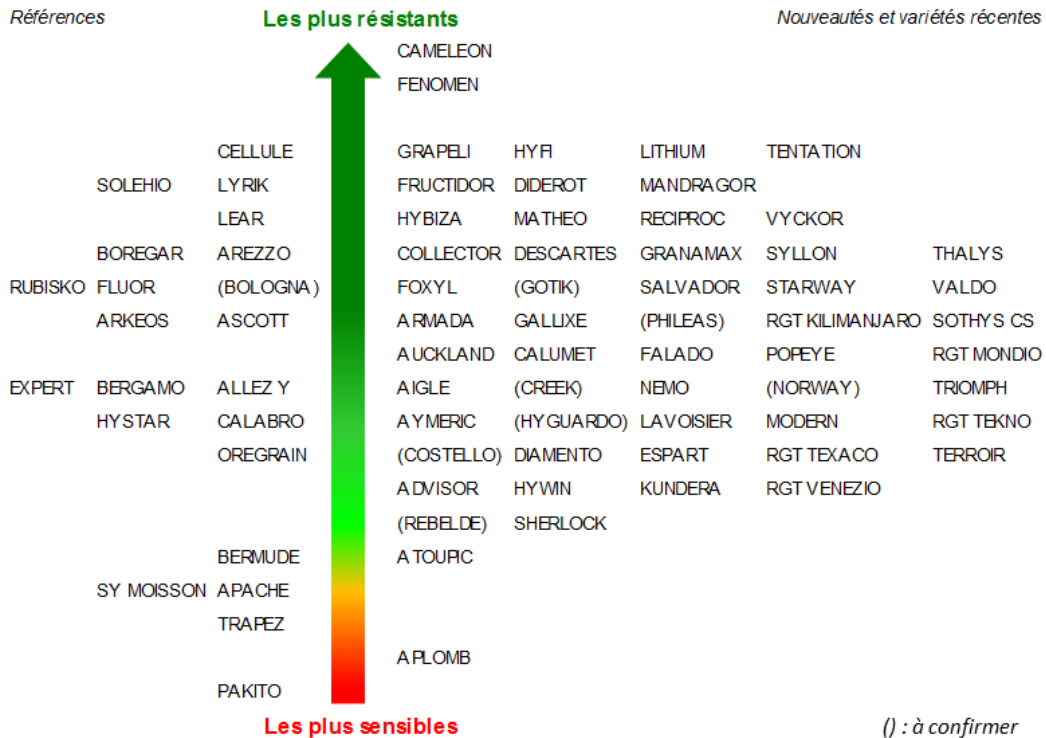 Références Les plus résistants Nouveautés et variétés récentes
CAMELEON
FENOMEN
CELLULE GRAPELI HYFI LITHIUM TENTATION
SOLEHIO LYRIK FRUCTIDOR DIDEROT MANDRAGOR
LEAR HYBIZA MATHEO RECIPROC VYCKOR
BOREGAR AREZZO COLLECTOR DESCARTES GRANAMAX SYLLON THALYS
RUBISKO FLUOR (BOLOGNA) FOXYL (GOTIK) SALVADOR STARWAY VALDO
ARKEOS ASCOTT ARMADA GALLIXE (PHILEAS) RGT KILIMANJARO SOTHYS CS
AUCKLAND CALUMET FALADO POPEYE RGT MONDIO
EXPERT BERGAMO ALLEZ Y AIGLE (CREEK) NEMO (NORWAY) TRIOMPH
HYSTAR CALABRO AYMERIC (HYGUARDO) LAVOISIER MODERN RGT TEKNO
OREGRAIN (COSTELLO) DIAMENTO ESPART RGT TEXACO TERROIR
ADVISOR HYWIN KUNDERA RGT VENEZIO
(REBELDE) SHERLOCK
BERMUDE ATOUPIC
SY MOISSON APACHE
TRAPEZ
APLOMB
PAKITO
Les plus sensibles () : à confirmer